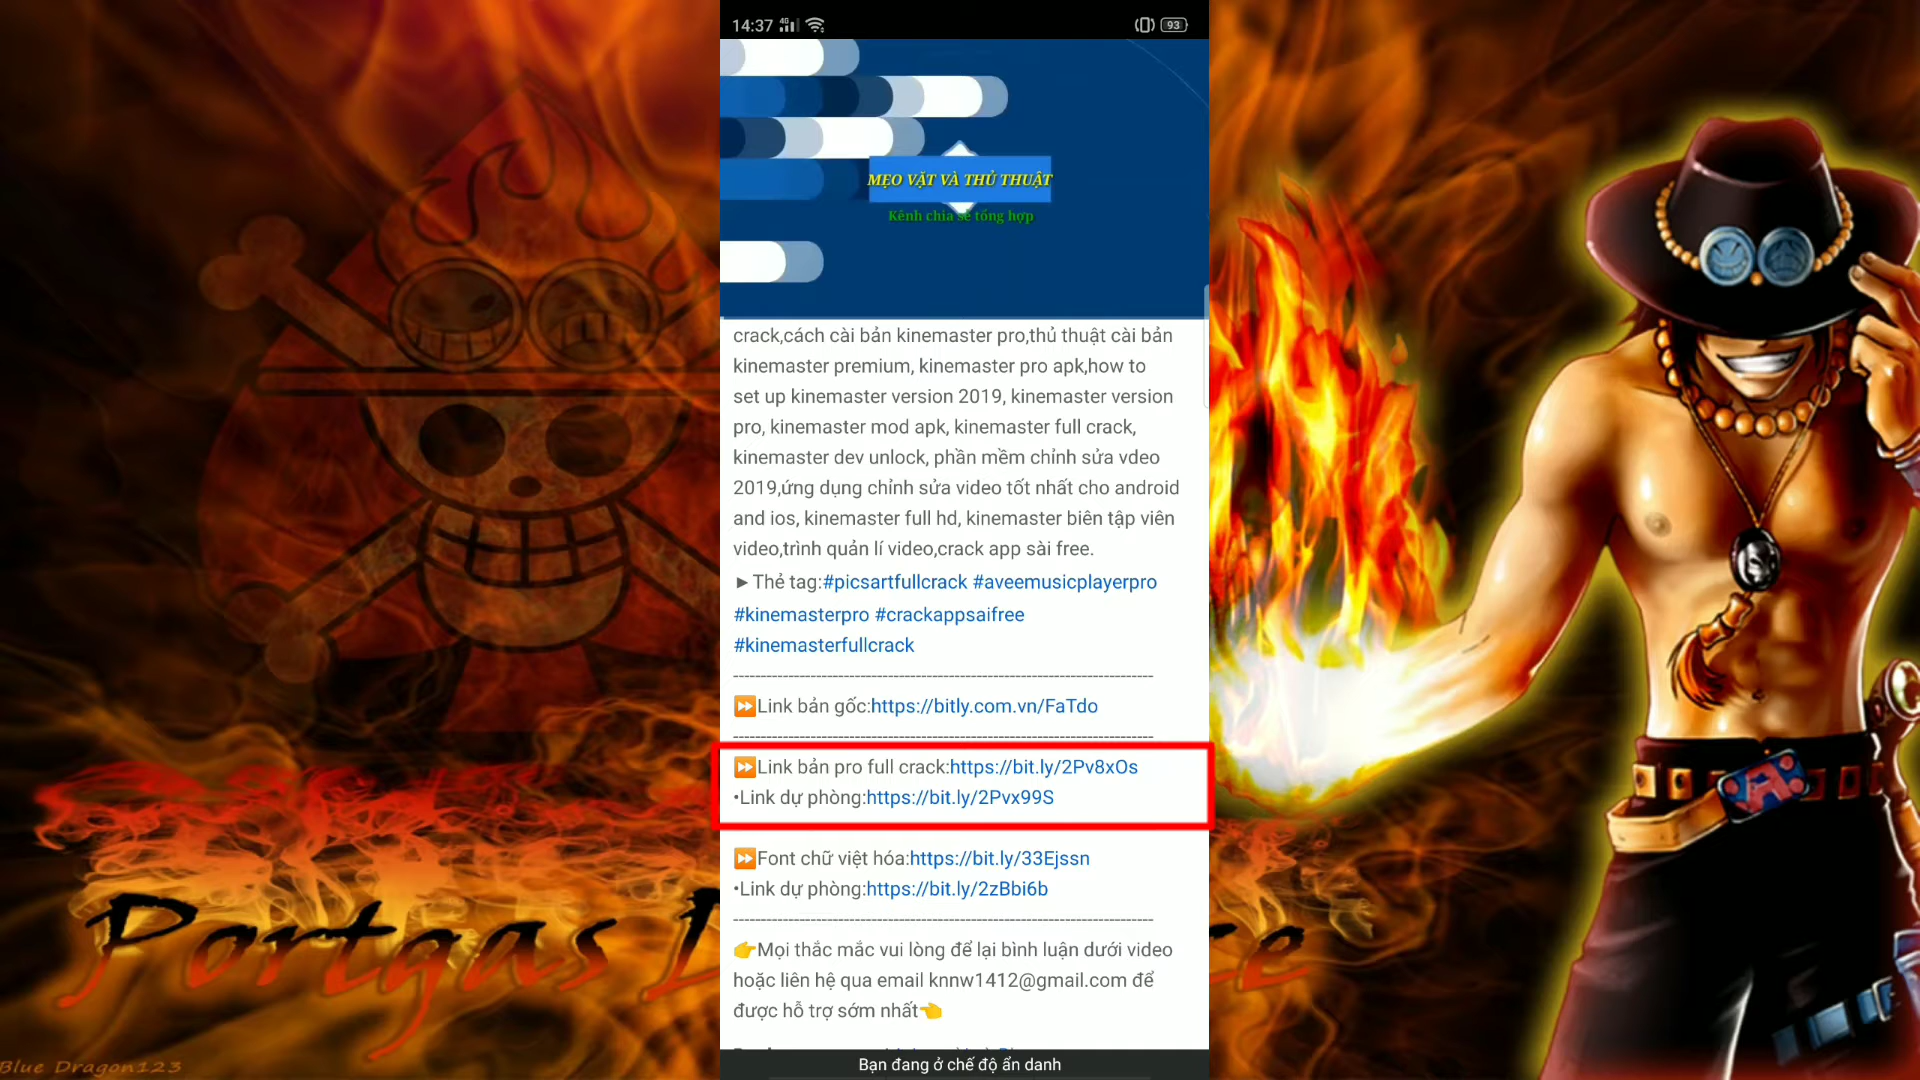 14:37
4G
93
MẸO VẶT VÀ THỦ THUẬT
Kênh chia sẻ tổng hợp
crack,cách cài bản kinemaster pro,thủ thuật cài bản
kinemaster premium, kinemaster pro apk,how to
set up kinemaster version 2019, kinemaster version
pro, kinemaster mod apk, kinemaster full crack,
kinemaster dev unlock, phần mềm chỉnh sửa vdeo
2019,ứng dụng chỉnh sửa video tốt nhất cho android
and ios, kinemaster full hd, kinemaster biên tập viên
video,trình quản lí video,crack app sài free.
►Thẻ tag:#picsartfullcrack #aveemusicplayerpro
#kinemasterpro #crackappsaifree
#kinemasterfullcrack
-----------------------------------------------------------------------------
⏩Link bản gốc:https://bitly.com.vn/FaTdo
-----------------------------------------------------------------------------
⏩Link bản pro full crack:https://bit.ly/2Pv8xOs
•Link dự phòng:https://bit.ly/2Pvx99S
⏩Font chữ việt hóa:https://bit.ly/33Ejssn
•Link dự phòng:https://bit.ly/2zBbi6b
-----------------------------------------------------------------------------
👉Mọi thắc mắc vui lòng để lại bình luận dưới video
hoặc liên hệ qua email knnw1412@gmail.com để
được hỗ trợ sớm nhất👈
Bạn đang ở chế độ ẩn danh
Portgas D
ce
Blue Dragon123